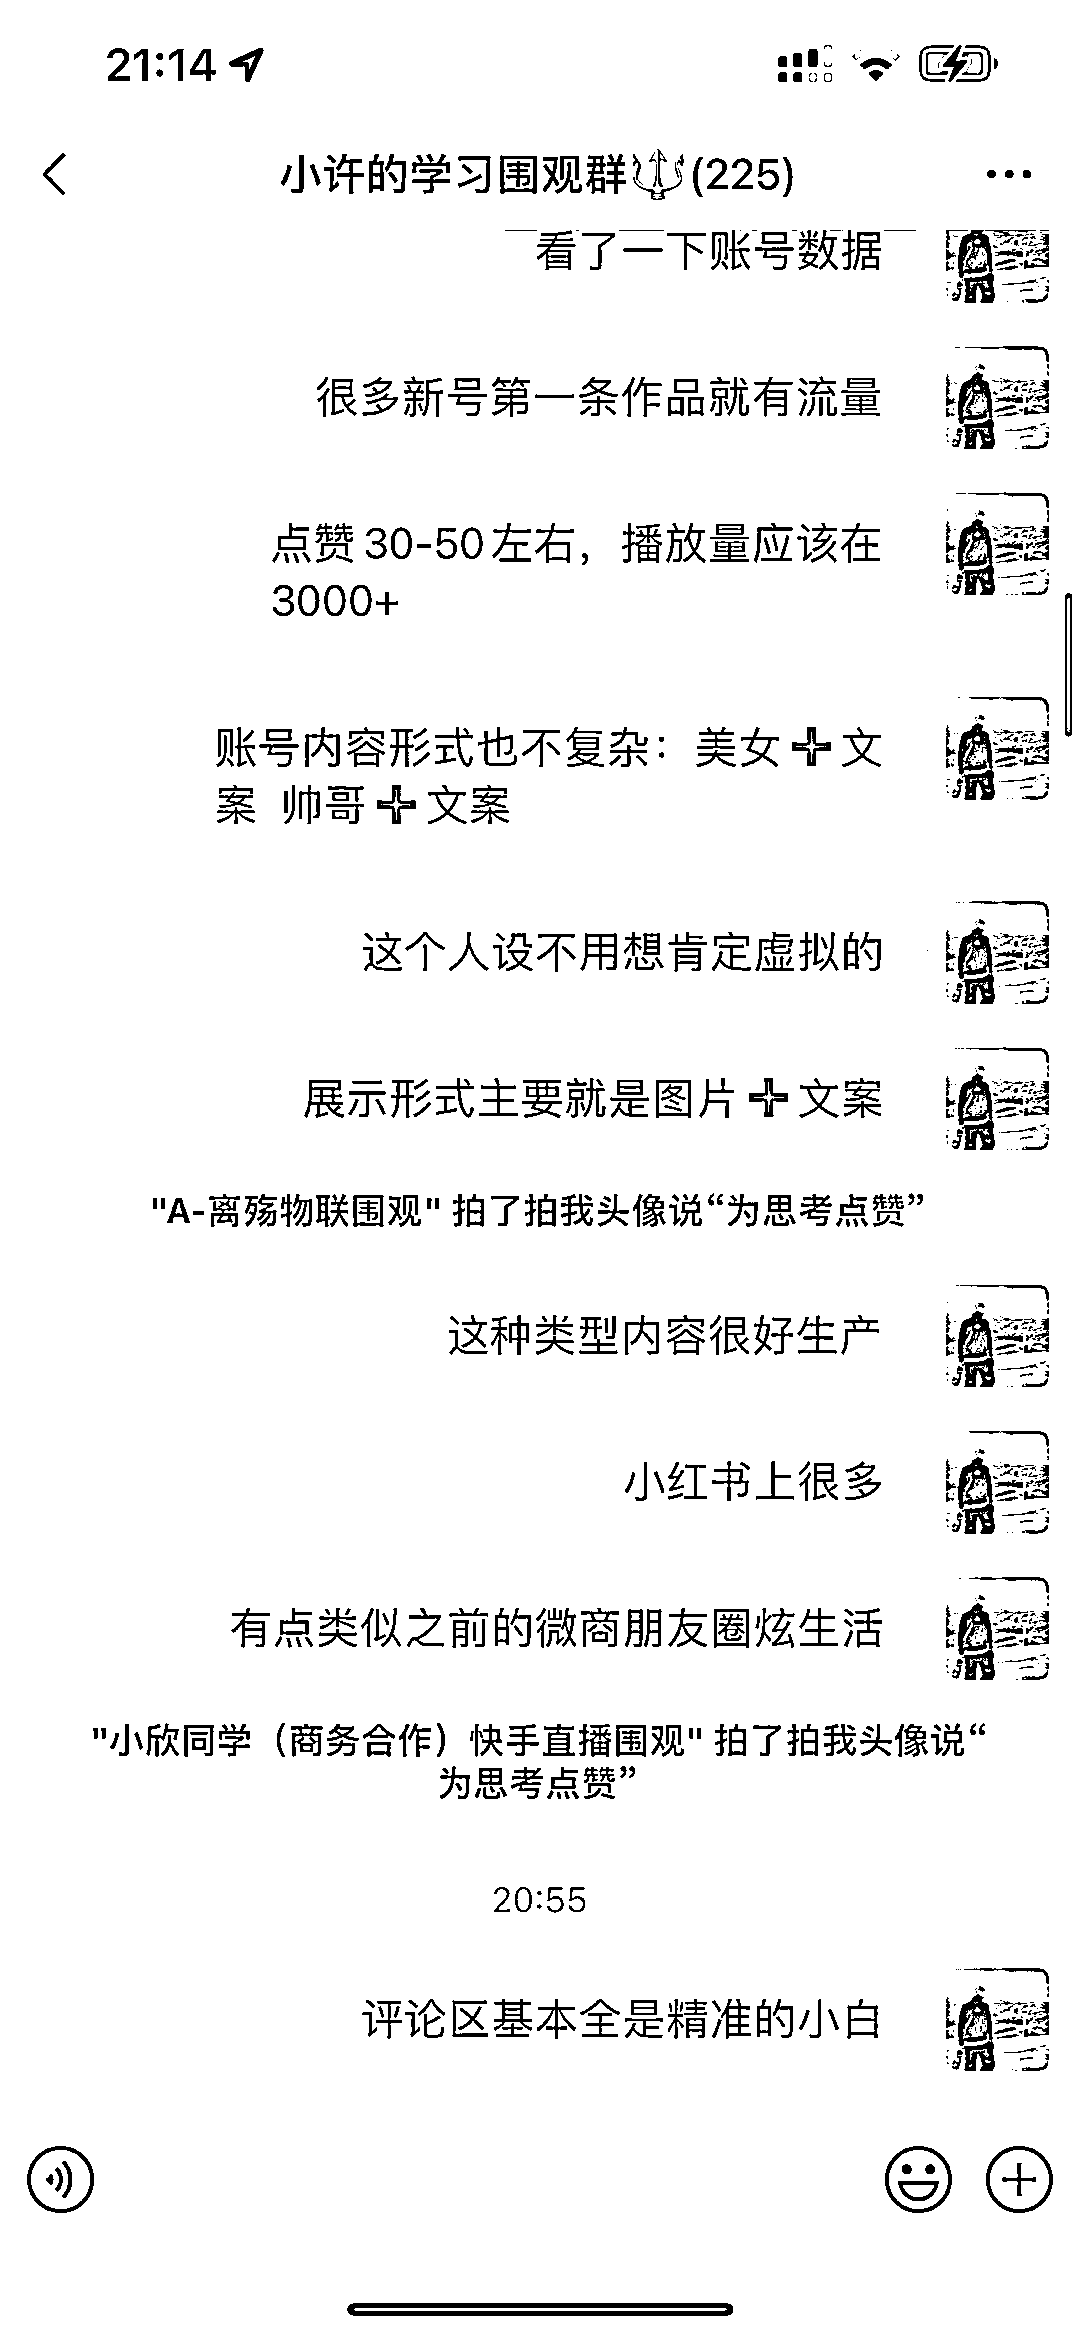 21:14
小许的学习围观群🔱(225)
看了一下账号数据
很多新号第一条作品就有流量
点赞30-50左右，播放量应该在
3000+
账号内容形式也不复杂：美女➕文
案 帅哥➕文案
这个人设不用想肯定虚拟的
展示形式主要就是图片➕文案
"A-离殇物联围观" 拍了拍我头像说“为思考点赞”
这种类型内容很好生产
小红书上很多
有点类似之前的微商朋友圈炫生活
"小欣同学（商务合作）快手直播围观" 拍了拍我头像说“
为思考点赞”
20:55
评论区基本全是精准的小白